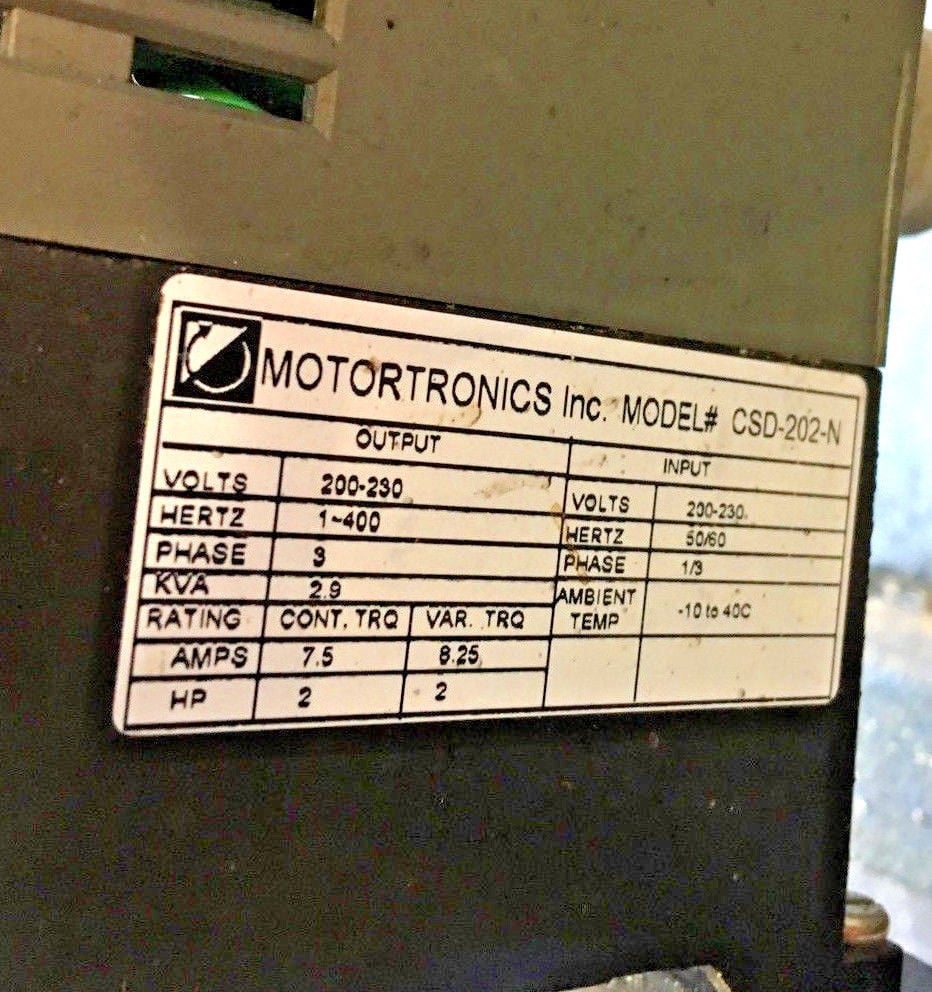 MOTORTRONICS Inc. MODEL# CSD-202-N
OUTPUT INPUT
VOLTS 200-230 VOLTS 200-230
HERTZ 1~400 HERTZ 50/60
PHASE 3 PHASE 1/3
KVA 2.9 AMBIENT TEMP -10 to 40C
RATING CONT. TRQ VAR. TRQ
AMPS 7.5 8.25
HP 2 2